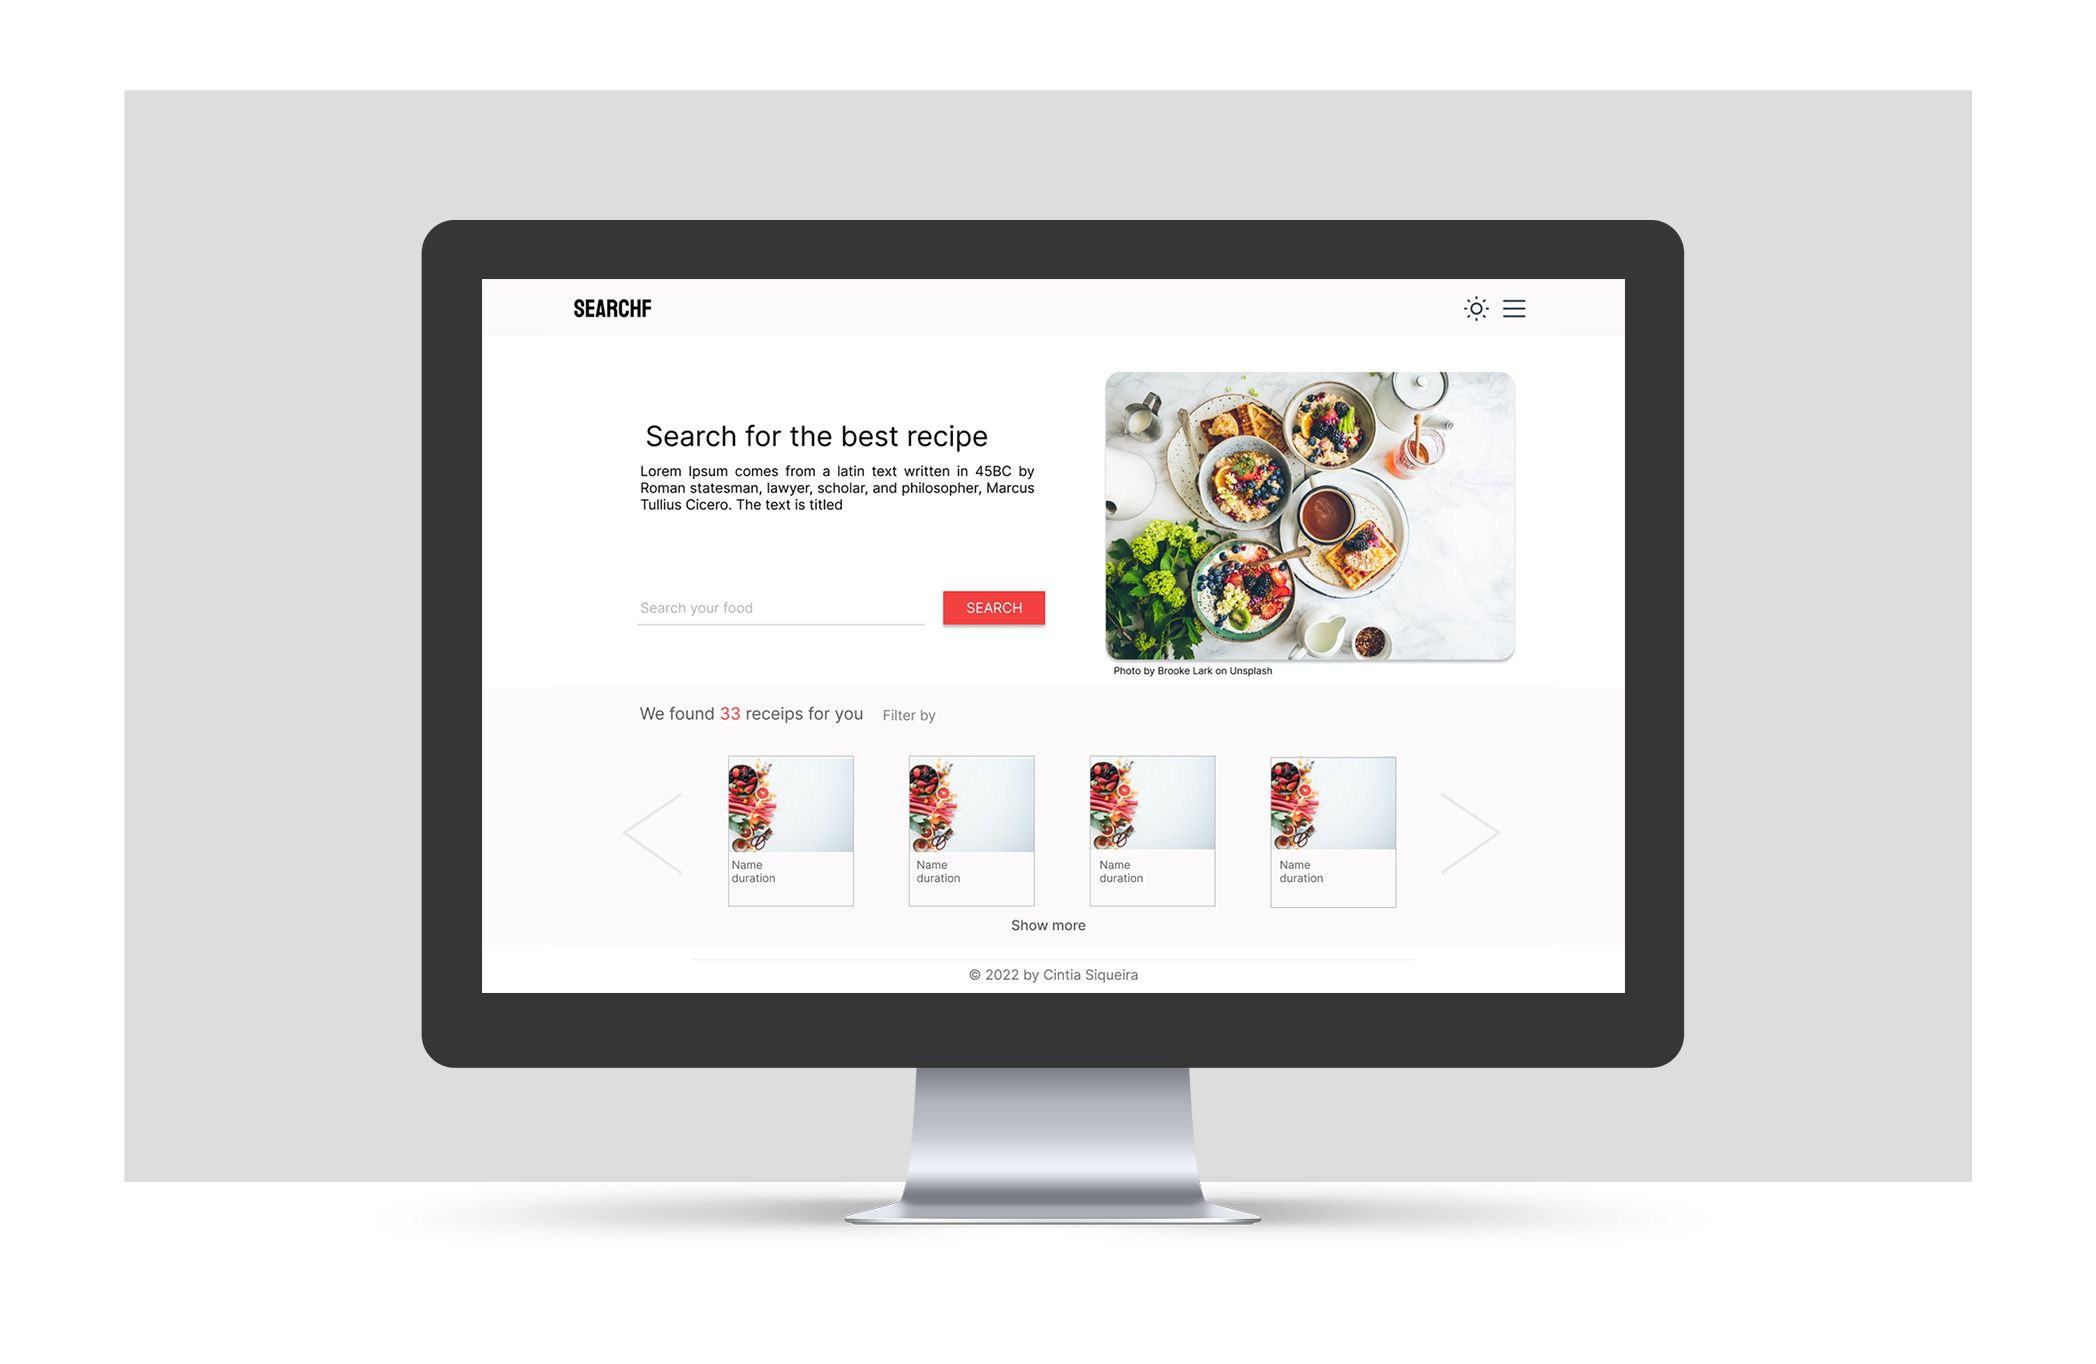 SEARCHF
Search for the best recipe
Lorem Ipsum comes from a latin text written in 45BC by
Roman statesman, lawyer, scholar, and philosopher, Marcus
Tullius Cicero. The text is titled
Search your food
SEARCH
Photo by Brooke Lark on Unsplash
We found 33 receips for you
Filter by
Name
duration
Name
duration
Name
duration
Name
duration
Show more
© 2022 by Cintia Siqueira